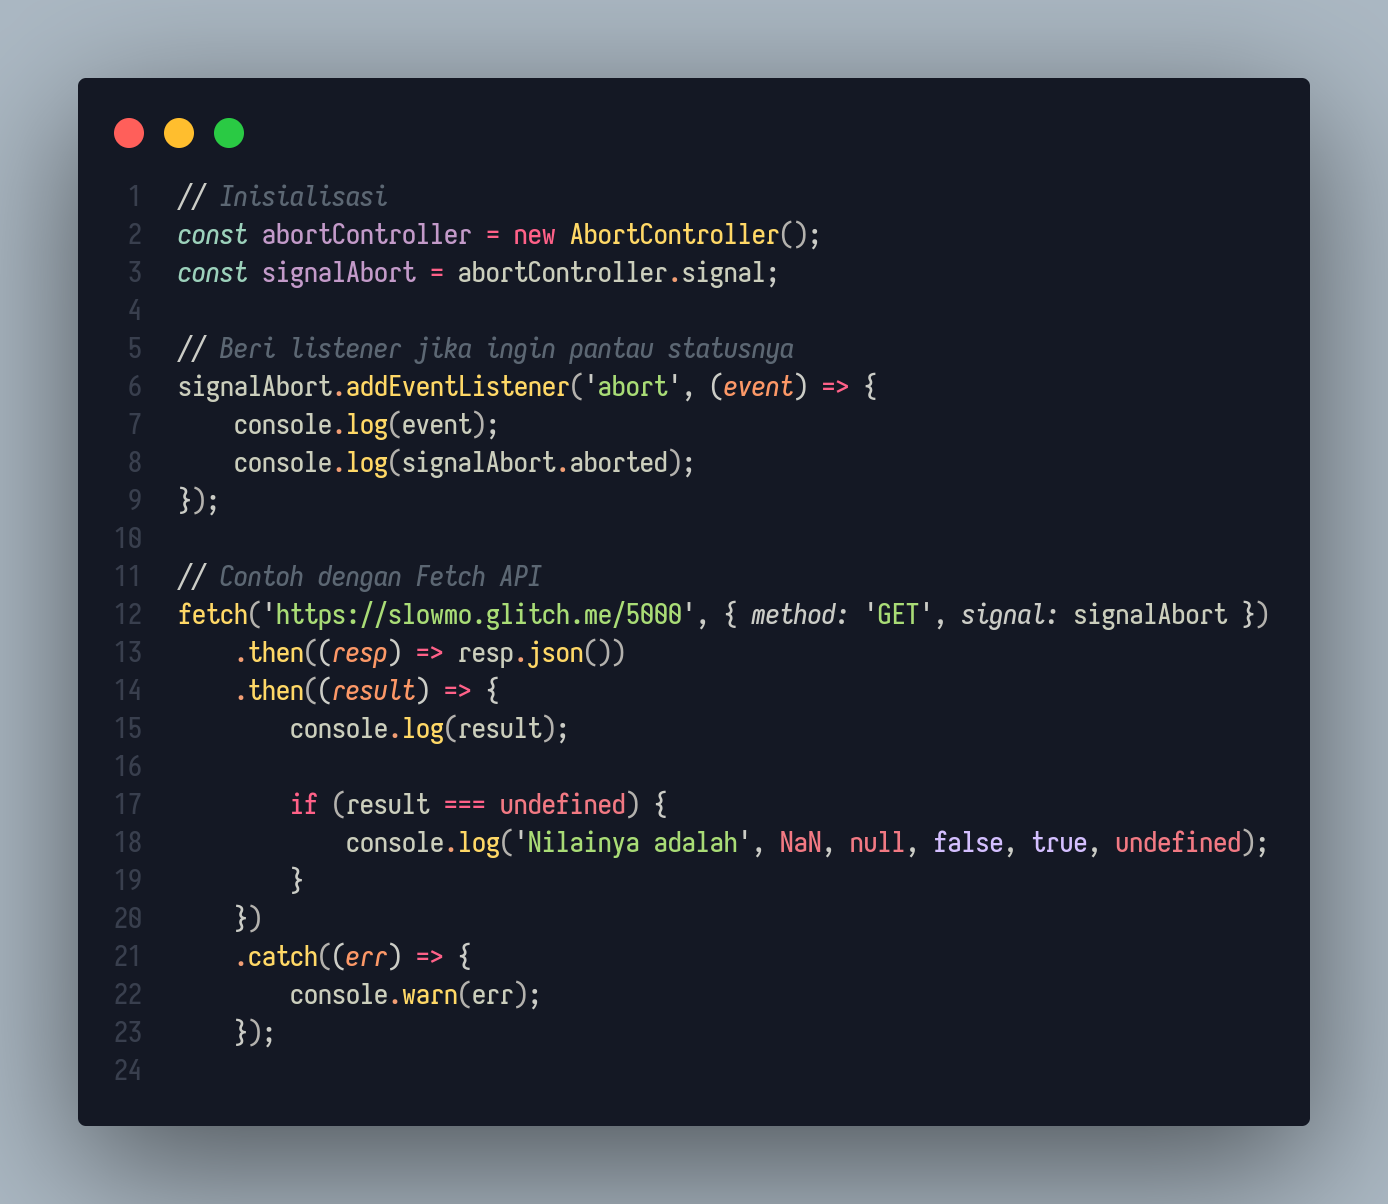 1 // Inisialisasi
2 const abortController = new AbortController();
3 const signalAbort = abortController.signal;
4
5 // Beri listener jika ingin pantau statusnya
6 signalAbort.addEventListener('abort', (event) => {
7     console.log(event);
8     console.log(signalAbort.aborted);
9 });
10
11 // Contoh dengan Fetch API
12 fetch('https://slowmo.glitch.me/5000', { method: 'GET', signal: signalAbort })
13     .then((resp) => resp.json())
14     .then((result) => {
15         console.log(result);
16
17         if (result === undefined) {
18             console.log('Nilainya adalah', NaN, null, false, true, undefined);
19         }
20     })
21     .catch((err) => {
22         console.warn(err);
23     });
24